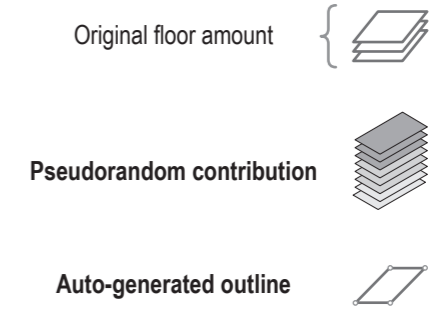 Original floor amount
Pseudorandom contribution
Auto-generated outline